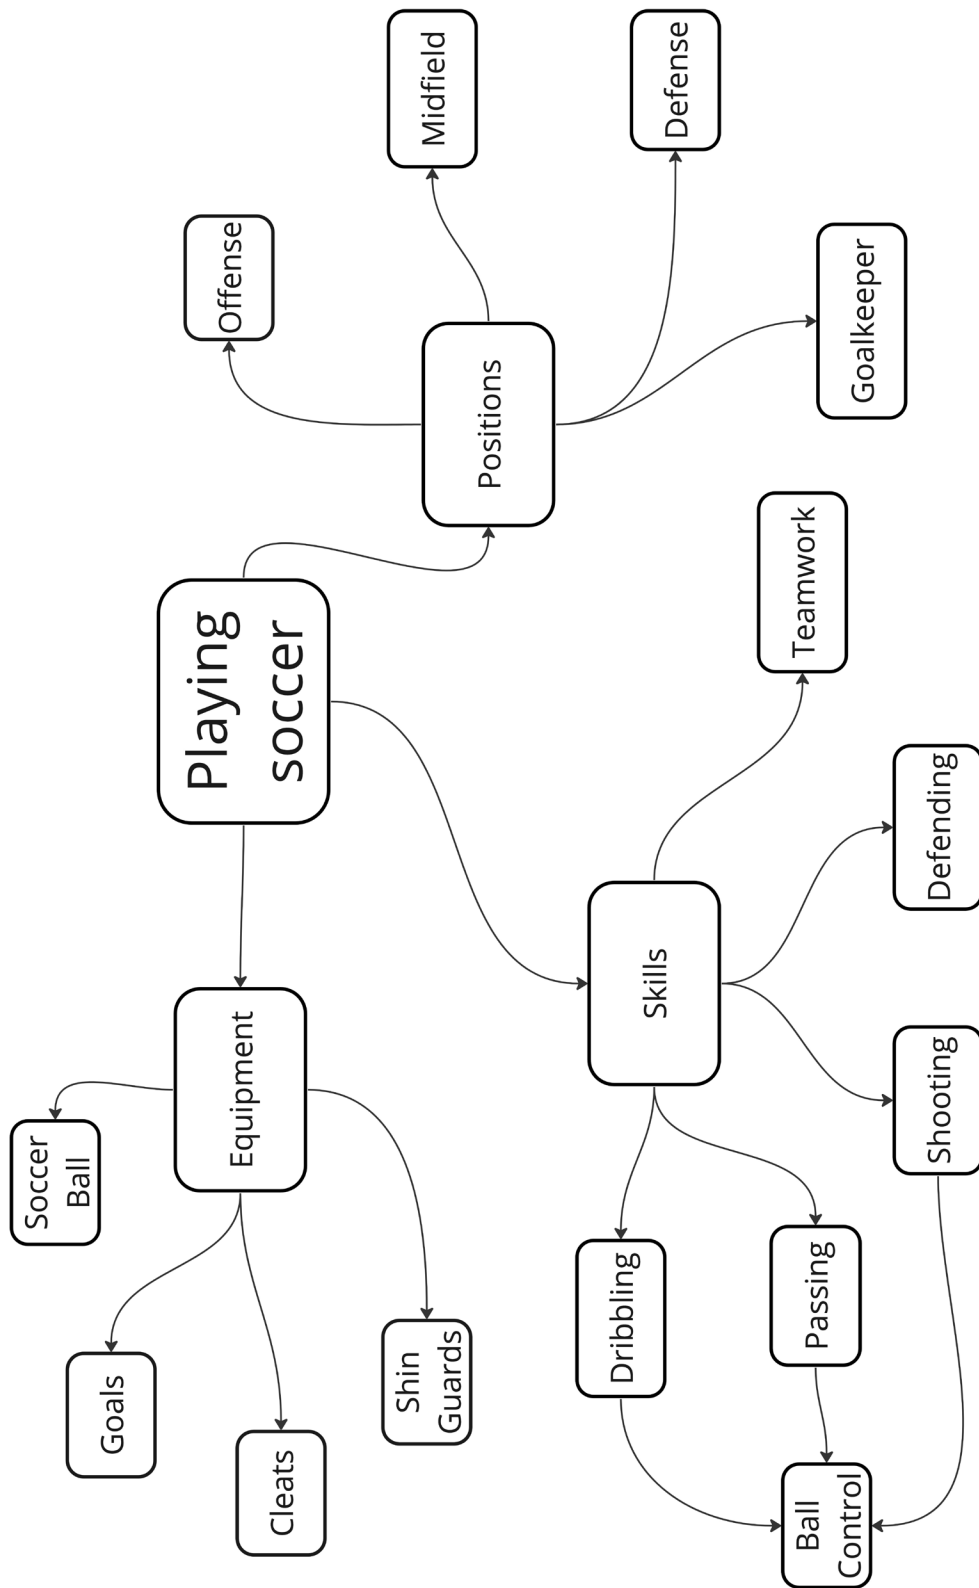 Playing
soccer
Equipment
Soccer
Ball
Goals
Cleats
Shin
Guards
Skills
Dribbling
Passing
Shooting
Defending
Teamwork
Ball
Control
Positions
Offense
Midfield
Defense
Goalkeeper